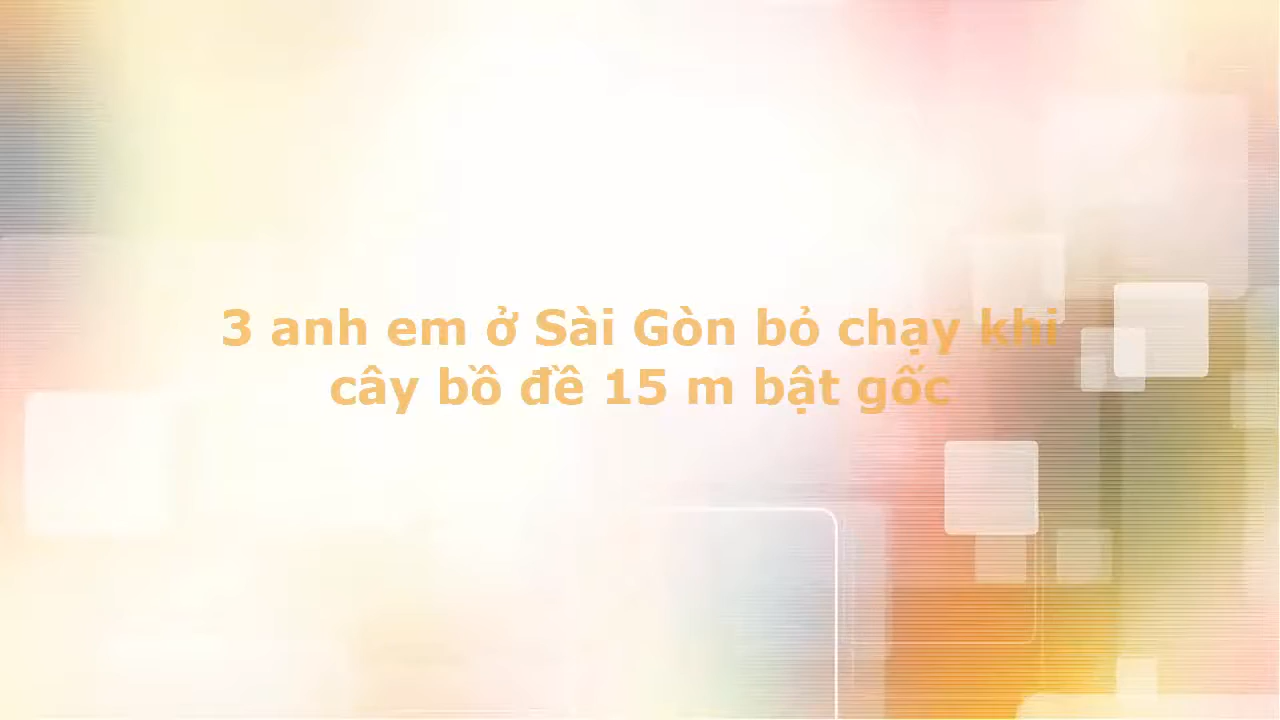 3 anh em ở Sài Gòn bỏ chạy khi
cây bồ đề 15 m bật gốc